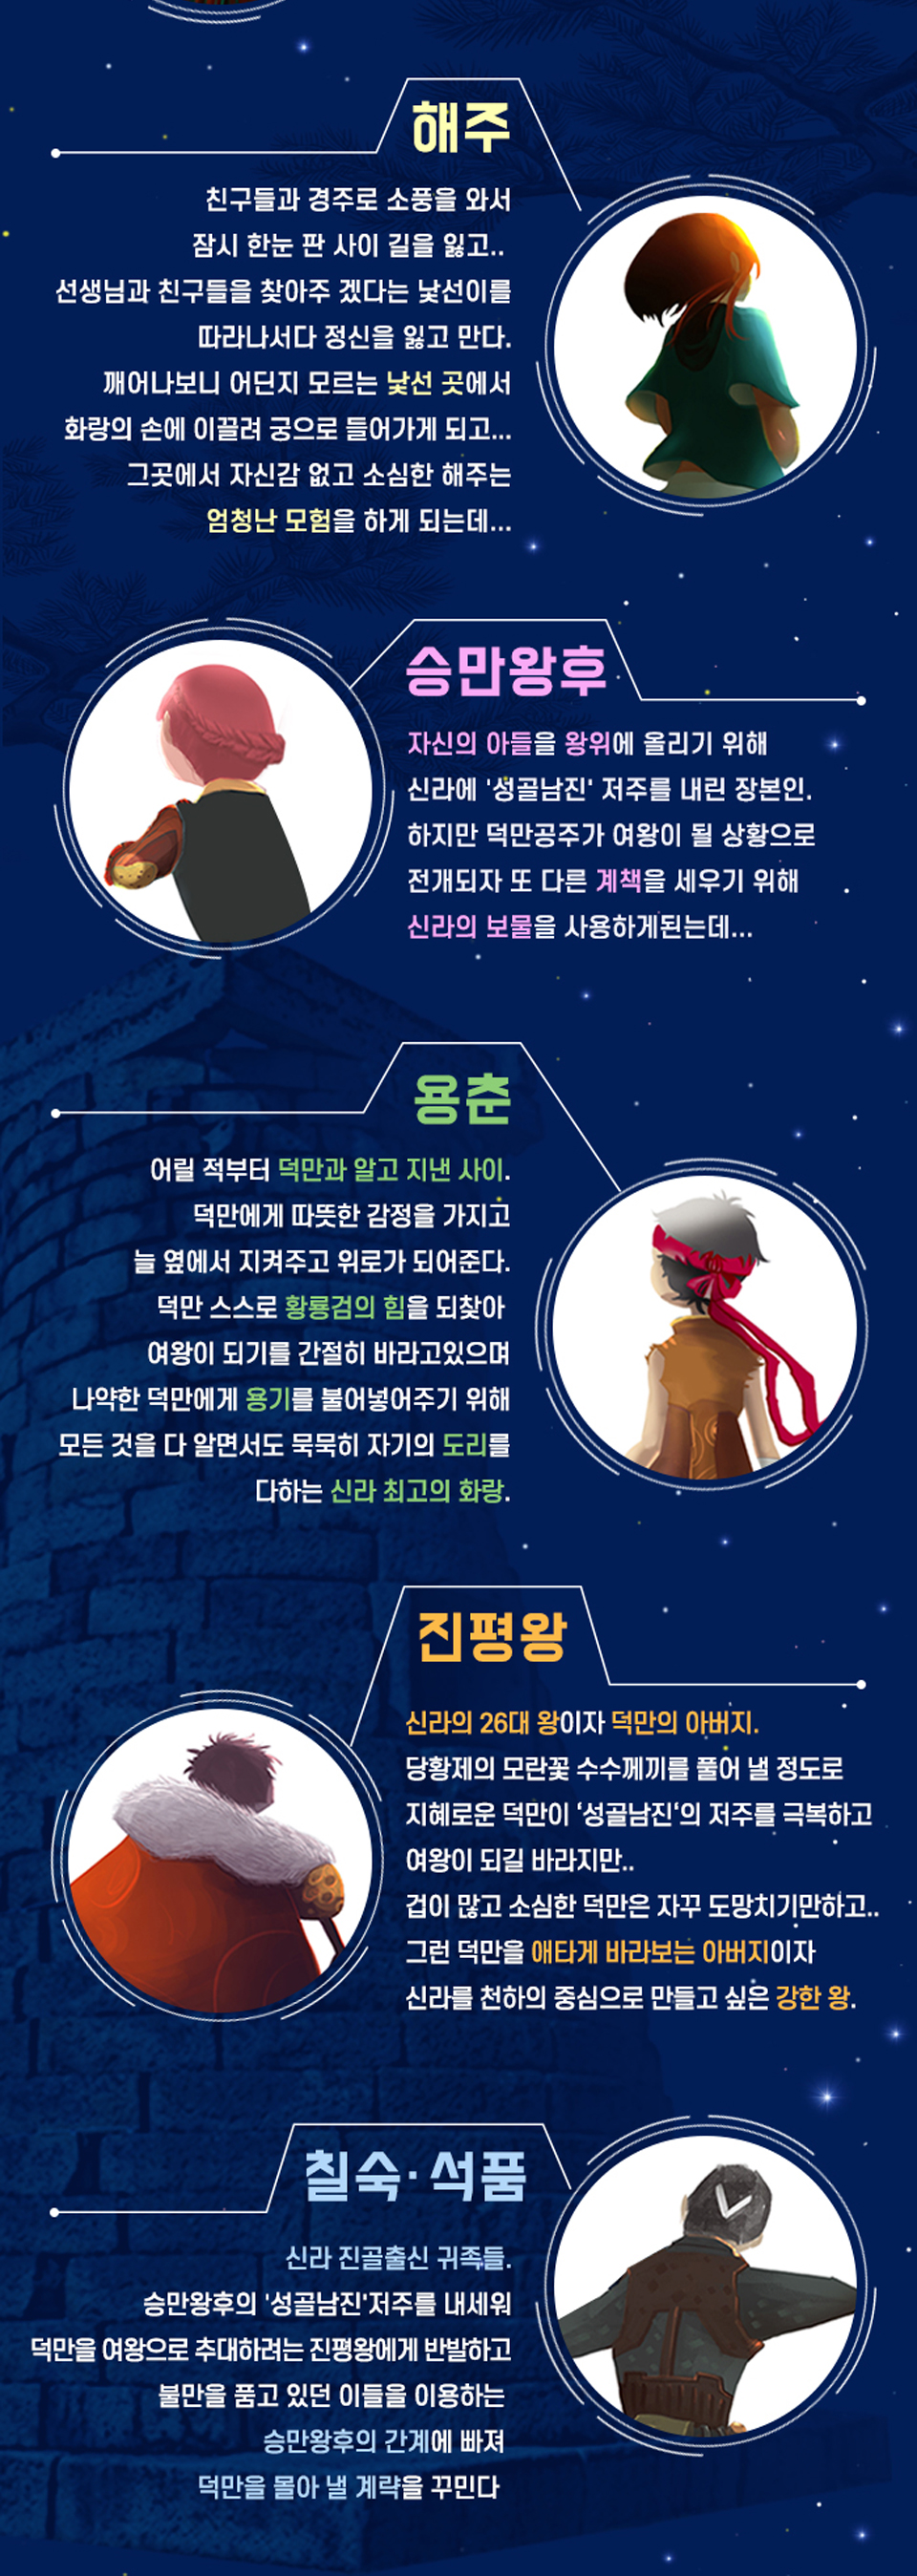 해주
친구들과 경주로 소풍을 와서
잠시 한눈 판 사이 길을 잃고..
선생님과 친구들을 찾아주 겠다는 낯선이를
따라나서다 정신을 잃고 만다.
깨어나보니 어딘지 모르는 낯선 곳에서
화랑의 손에 이끌려 궁으로 들어가게 되고...
그곳에서 자신감 없고 소심한 해주는
엄청난 모험을 하게 되는데...
승만왕후
자신의 아들을 왕위에 올리기 위해
신라에 '성골남진' 저주를 내린 장본인.
하지만 덕만공주가 여왕이 될 상황으로
전개되자 또 다른 계책을 세우기 위해
신라의 보물을 사용하게된는데...
용춘
어릴 적부터 덕만과 알고 지낸 사이.
덕만에게 따뜻한 감정을 가지고
늘 옆에서 지켜주고 위로가 되어준다.
덕만 스스로 황룡검의 힘을 되찾아
여왕이 되기를 간절히 바라고있으며
나약한 덕만에게 용기를 불어넣어주기 위해
모든 것을 다 알면서도 묵묵히 자기의 도리를
다하는 신라 최고의 화랑.
진평왕
신라의 26대 왕이자 덕만의 아버지.
당황제의 모란꽃 수수께끼를 풀어 낼 정도로
지혜로운 덕만이 ‘성골남진‘의 저주를 극복하고
여왕이 되길 바라지만..
겁이 많고 소심한 덕만은 자꾸 도망치기만하고..
그런 덕만을 애타게 바라보는 아버지이자
신라를 천하의 중심으로 만들고 싶은 강한 왕.
칠숙·석품
신라 진골출신 귀족들.
승만왕후의 '성골남진'저주를 내세워
덕만을 여왕으로 추대하려는 진평왕에게 반발하고
불만을 품고 있던 이들을 이용하는
승만왕후의 간계에 빠져
덕만을 몰아 낼 계략을 꾸민다